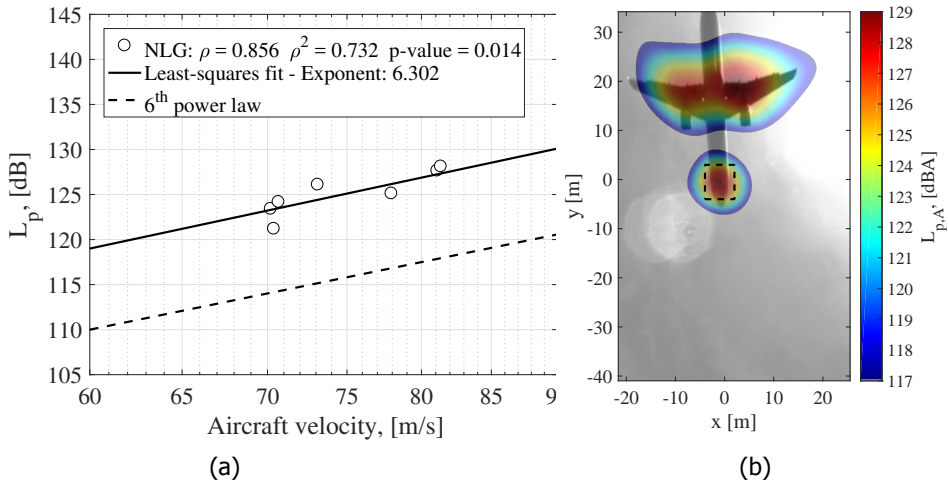 145
140
135
130
125
120
115
110
105
L_p, [dB]
NLG: ρ = 0.856 ρ² = 0.732 p-value = 0.014
Least-squares fit - Exponent: 6.302
6th power law
60 65 70 75 80 85
Aircraft velocity, [m/s]
(a)
40
30
20
10
0
-10
-20
-30
-40
y [m]
-20 0 20
x [m]
129
128
127
126
125
124
123
122
121
120
119
118
117
L_p,A, [dBA]
(b)